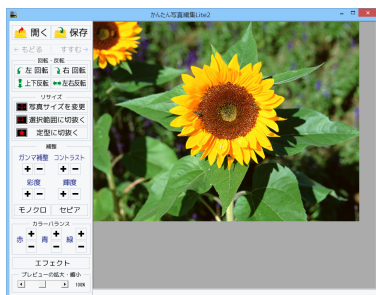 かんたん写真編集Lite2
開く 保存
←もどる すすむ→
回転・反転
左 回転 右 回転
上下反転 左右反転
リサイズ
写真サイズを変更
選択範囲に切抜く
定型に切抜く
補整
ガンマ補整 コントラスト
+ − + −
彩度 輝度
+ − + −
モノクロ セピア
カラーバランス
赤 + − 青 + − 緑 + −
エフェクト
プレビューの拡大・縮小
100%